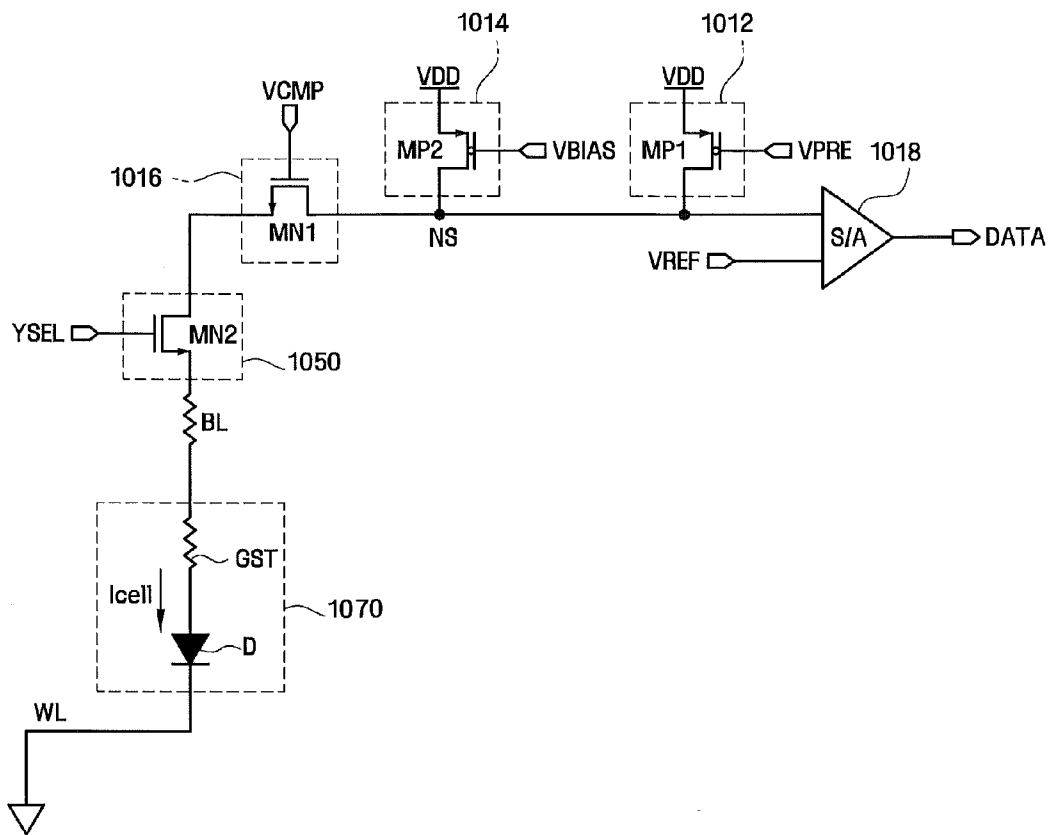 1014
1012
VDD
VDD
VCMP
MP2
VBIAS
MP1
VPRE
1016
1018
MN1
NS
S/A
DATA
VREF
YSEL
MN2
1050
BL
GST
Icell
1070
D
WL